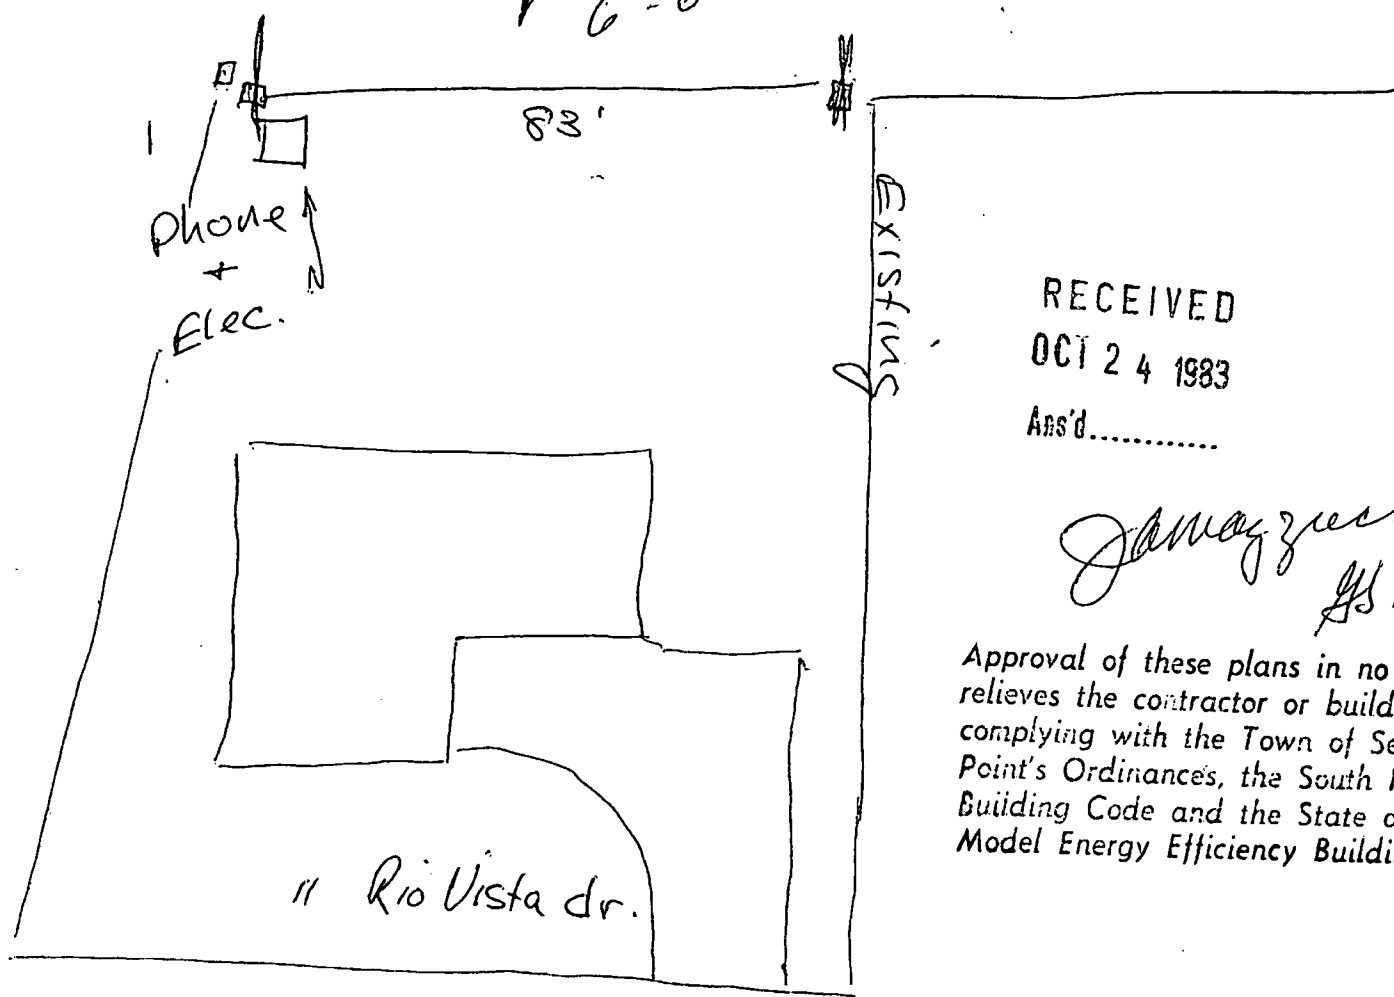 83'
Phone
+
Elec.
N
Existing
RECEIVED
OCT 24 1983
Ans'd............
Approval of these plans in no
relieves the contractor or build
complying with the Town of Se
Point's Ordinances, the South
Building Code and the State o
Model Energy Efficiency Buildi
11 Rio Vista dr.